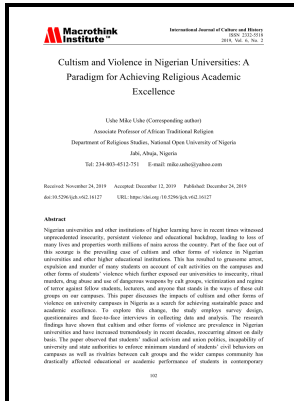 Macrothink
Institute™
International Journal of Culture and History
ISSN 2332-5518
2019, Vol. 6, No. 2
Cultism and Violence in Nigerian Universities: A
Paradigm for Achieving Religious Academic
Excellence
Ushe Mike Ushe (Corresponding author)
Associate Professor of African Traditional Religion
Department of Religious Studies, National Open University of Nigeria
Jabi, Abuja, Nigeria
Tel: 234-803-4512-751 E-mail: mike.ushe@yahoo.com
Received: November 24, 2019 Accepted: December 12, 2019 Published: December 24, 2019
doi:10.5296/ijch.v6i2.16127 URL: https://doi.org/10.5296/ijch.v6i2.16127
Abstract
Nigerian universities and other institutions of higher learning have in recent times witnessed
unprecedented insecurity, persistent violence and educational backdrop, leading to loss of
many lives and properties worth millions of nairs across the country. Part of the face out of
this scourge is the prevailing case of cultism and other forms of violence in Nigerian
universities and other higher educational institutions. This has resulted to gruesome arrest,
expulsion and murder of many students on account of cult activities on the campuses and
other forms of students' violence which further exposed our universities to insecurity, ritual
murders, drug abuse and use of dangerous weapons by cult groups, victimization and regime
of terror against fellow students, lecturers, and anyone that stands in the ways of these cult
groups on our campuses. This paper discusses the impacts of cultism and other forms of
violence on university campuses in Nigeria as a search for achieving sustainable peace and
academic excellence. To explore this change, the study employs survey design,
questionnaires and face-to-face interviews in collecting data and analysis. The research
findings have shown that cultism and other forms of violence are prevalence in Nigerian
universities and have increased tremendously in recent decades, reoccurring almost on daily
basis. The paper observed that students' radical activism and union politics, incapability of
university and state authorities to enforce minimum standard of students' civil behaviors on
campuses as well as rivalries between cult groups and the wider campus community has
drastically affected educational or academic performance of students in contemporary
102